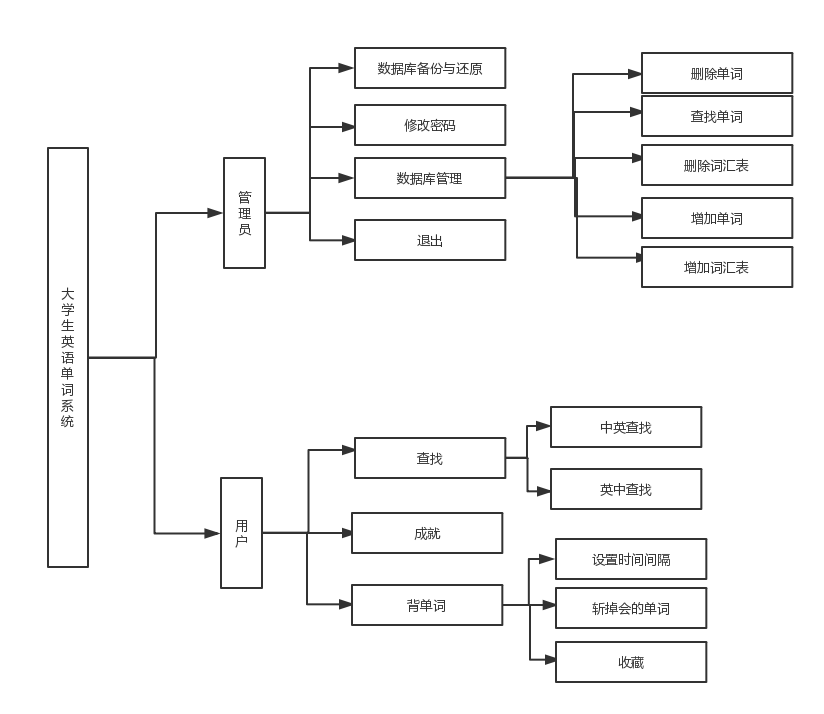 大学生英语单词系统
管理员
数据库备份与还原
修改密码
数据库管理
退出
删除单词
查找单词
删除词汇表
增加单词
增加词汇表
用户
查找
成就
背单词
中英查找
英中查找
设置时间间隔
斩掉会的单词
收藏